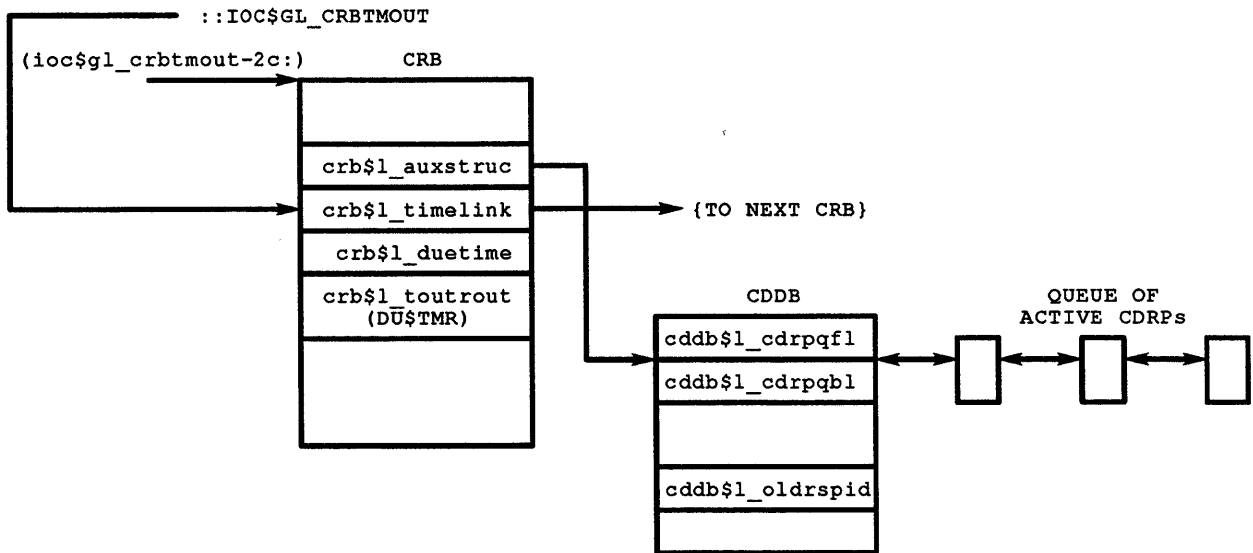 ::IOC$GL_CRBTMOUT
(ioc$gl_crbtmout-2c:)
CRB
crb$l_auxstruc
crb$l_timelink
{TO NEXT CRB}
crb$l_duetime
crb$l_toutrout
(DU$TMR)
CDDB
QUEUE OF
ACTIVE CDRPs
cddb$l_cdrpqfl
cddb$l_cdrpqbl
cddb$l_oldrspid